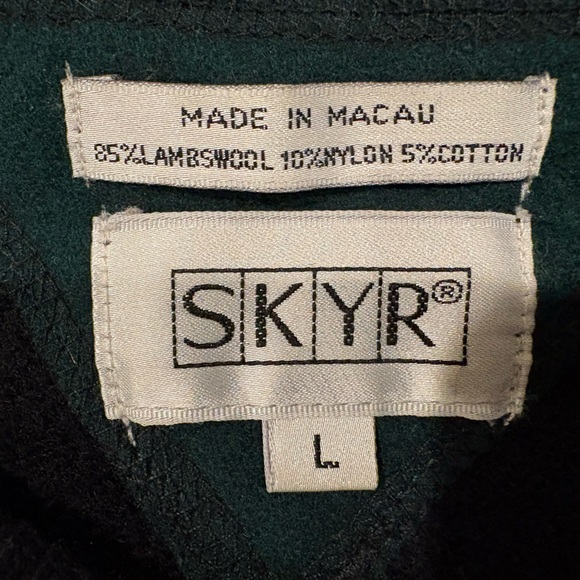 MADE IN MACAU
85%LAMBSWOOL 10%NYLON 5%COTTON
SKYR®
L